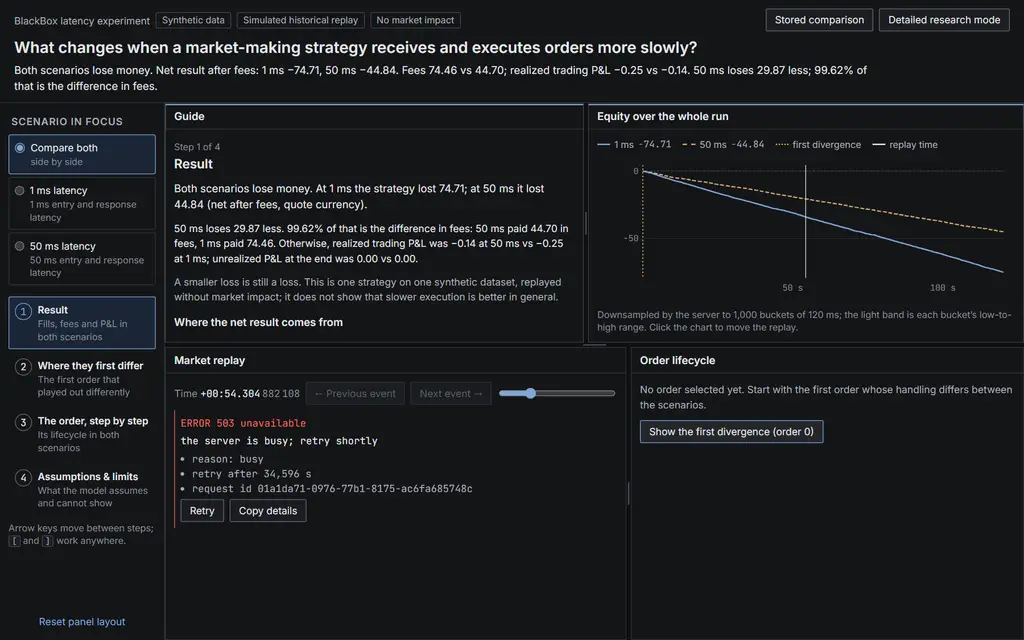 BlackBox latency experiment
Synthetic data
Simulated historical replay
No market impact
Stored comparison
Detailed research mode
What changes when a market-making strategy receives and executes orders more slowly?
Both scenarios lose money. Net result after fees: 1 ms −74.71, 50 ms −44.84. Fees 74.46 vs 44.70; realized trading P&L −0.25 vs −0.14. 50 ms loses 29.87 less; 99.62% of
that is the difference in fees.
SCENARIO IN FOCUS
Compare both
side by side
1 ms latency
1 ms entry and response
latency
50 ms latency
50 ms entry and response
latency
1
Result
Fills, fees and P&L in
both scenarios
2
Where they first differ
The first order that
played out differently
3
The order, step by step
Its lifecycle in both
scenarios
4
Assumptions & limits
What the model assumes
and cannot show
Arrow keys move between steps;
[ and ] work anywhere.
Reset panel layout
Guide
Step 1 of 4
Result
Both scenarios lose money. At 1 ms the strategy lost 74.71; at 50 ms it lost
44.84 (net after fees, quote currency).
50 ms loses 29.87 less. 99.62% of that is the difference in fees: 50 ms paid 44.70 in
fees, 1 ms paid 74.46. Otherwise, realized trading P&L was −0.14 at 50 ms vs −0.25
at 1 ms; unrealized P&L at the end was 0.00 vs 0.00.
A smaller loss is still a loss. This is one strategy on one synthetic dataset, replayed
without market impact; it does not show that slower execution is better in general.
Where the net result comes from
Equity over the whole run
1 ms -74.71
50 ms -44.84
first divergence
replay time
0
-50
50 s
100 s
Downsampled by the server to 1,000 buckets of 120 ms; the light band is each bucket's low-to-
high range. Click the chart to move the replay.
Market replay
Time +00:54.304 882 108
← Previous event
Next event →
ERROR 503 unavailable
the server is busy; retry shortly
• reason: busy
• retry after 34,596 s
• request id 01a1da71-0976-77b1-8175-ac6fa685748c
Retry
Copy details
Order lifecycle
No order selected yet. Start with the first order whose handling differs between
the scenarios.
Show the first divergence (order 0)